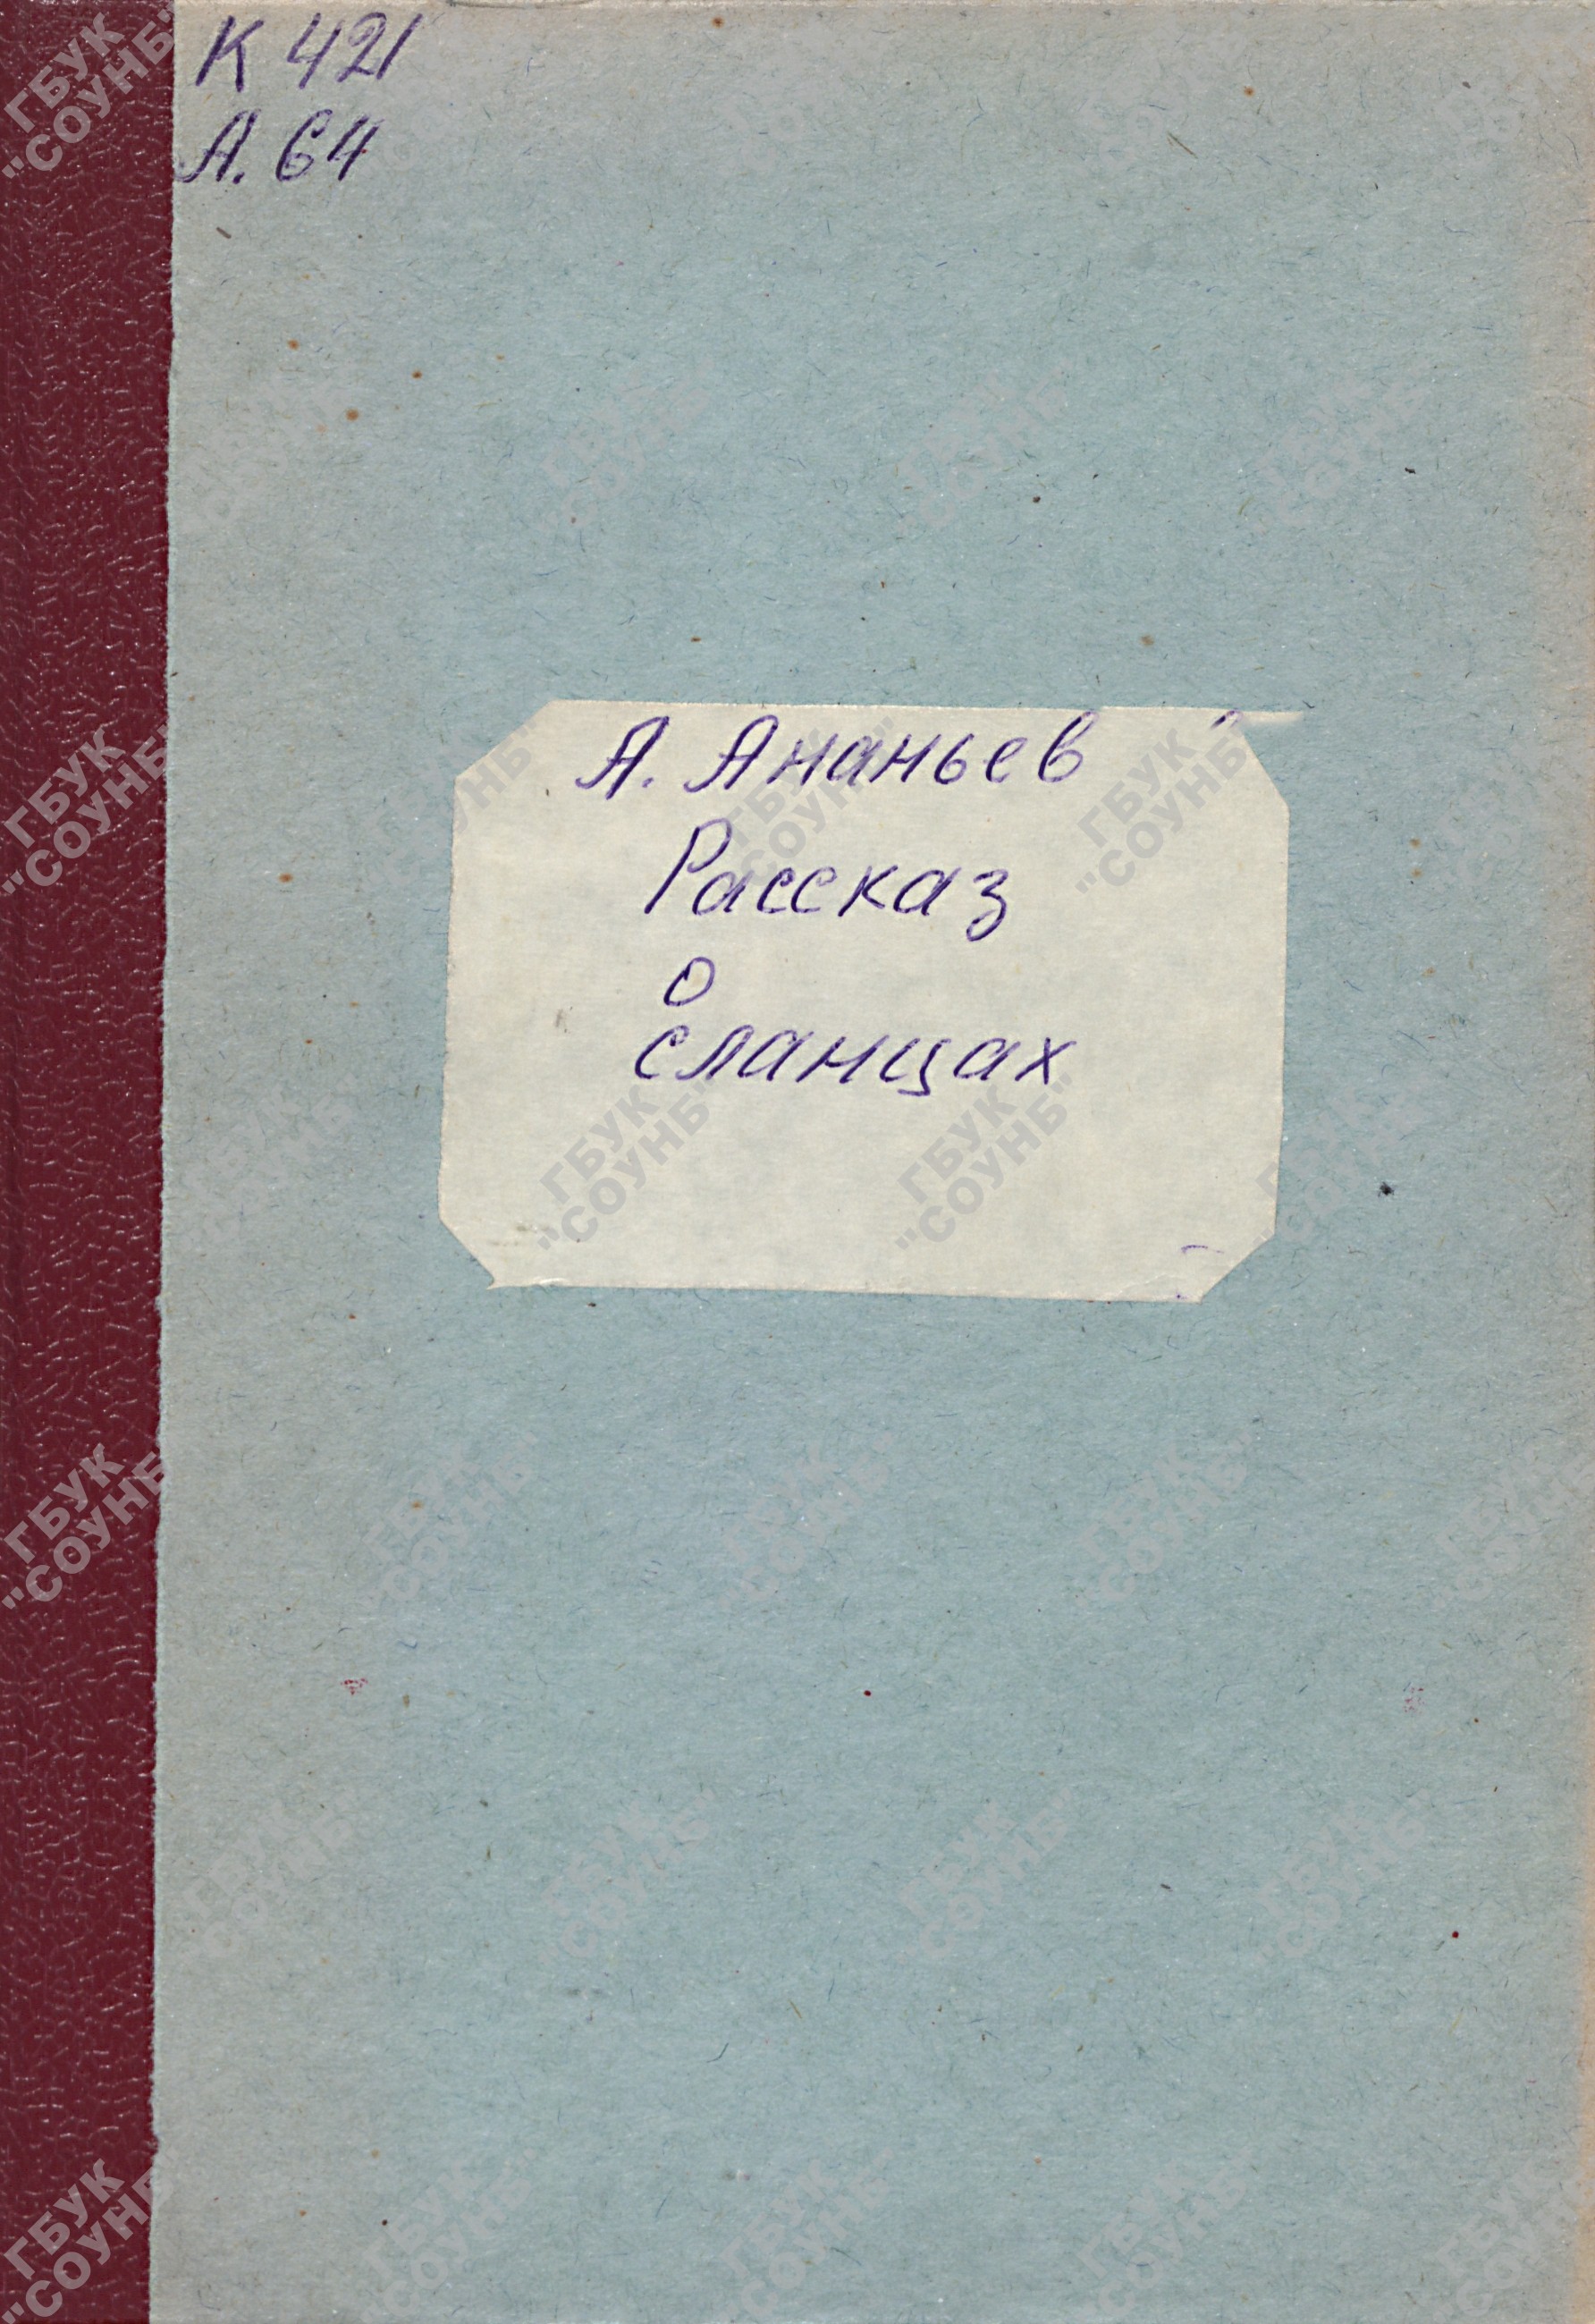 К 421
А. 64
А. Ананьев
Рассказ
о
сланцах
ГБУК
"СОУНБ"